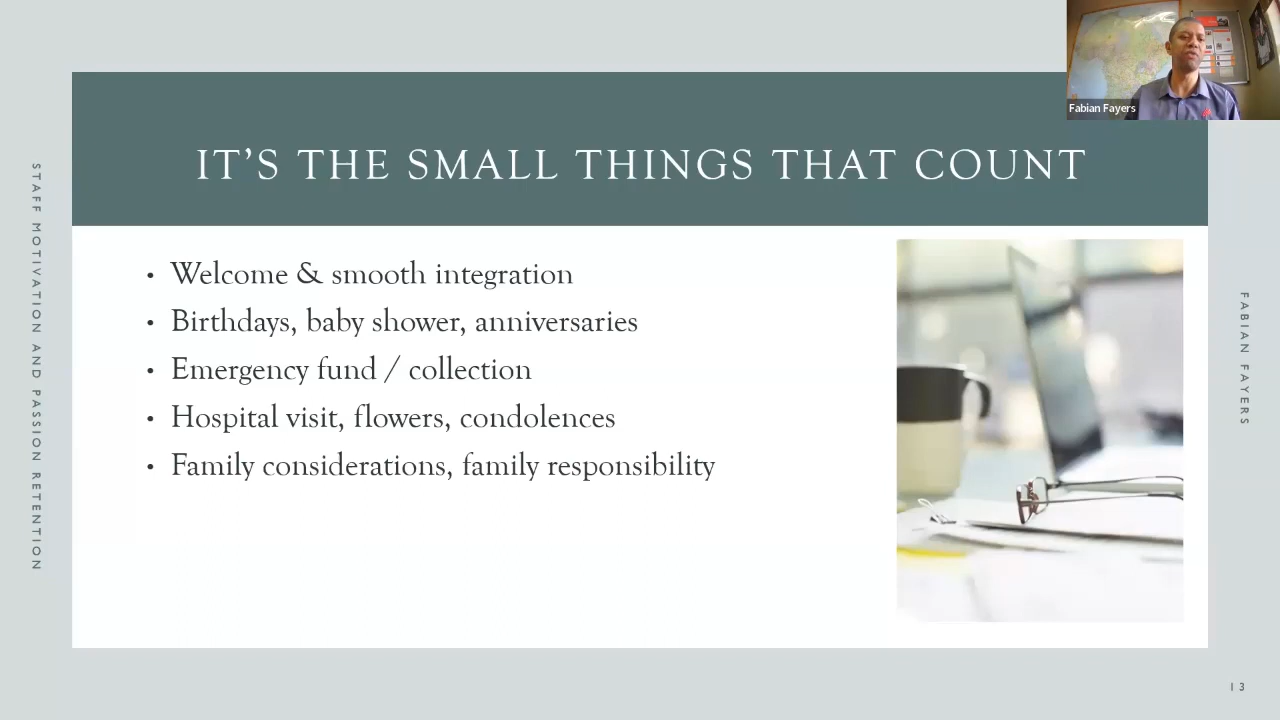 Fabian Fayers
IT'S THE SMALL THINGS THAT COUNT
STAFF MOTIVATION AND PASSION RETENTION
• Welcome & smooth integration
• Birthdays, baby shower, anniversaries
• Emergency fund / collection
• Hospital visit, flowers, condolences
• Family considerations, family responsibility
FABIAN FAYERS
13